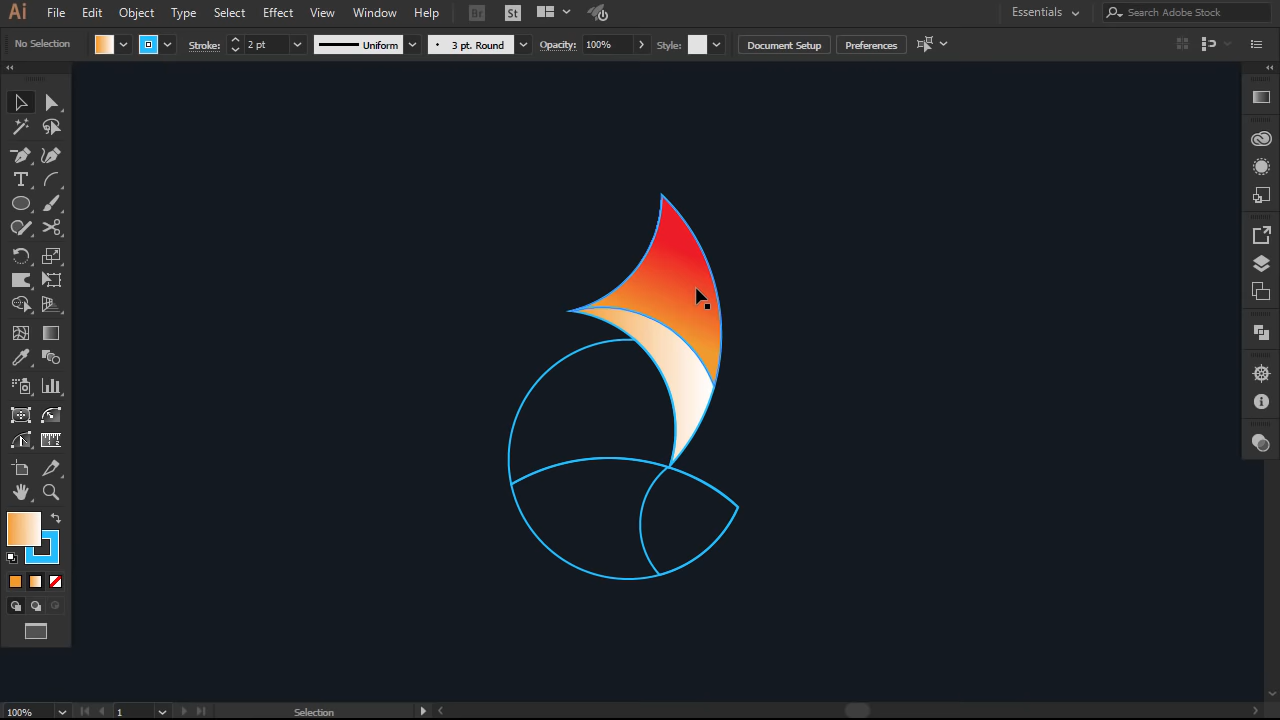 Ai File Edit Object Type Select Effect View Window Help Br St Essentials Search Adobe Stock
No Selection Stroke: 2 pt Uniform 3 pt. Round Opacity: 100% Style: Document Setup Preferences
T
100% 1 Selection